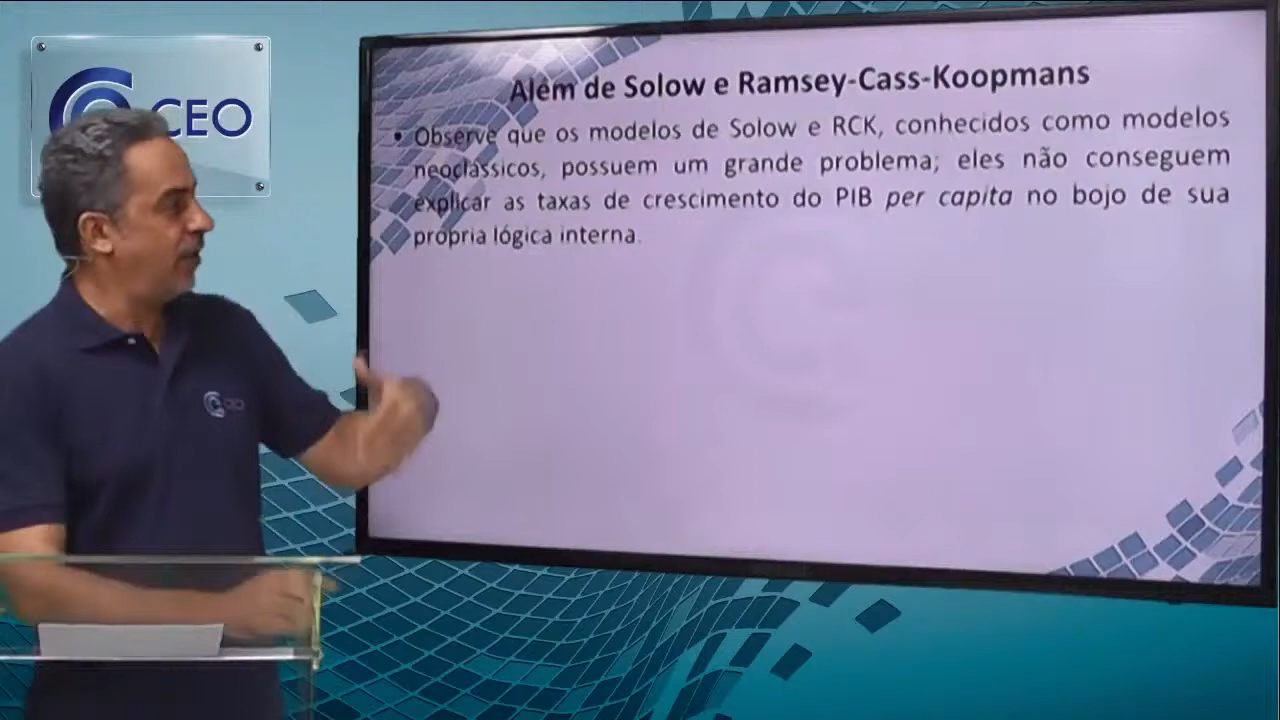 CEO
Além de Solow e Ramsey-Cass-Koopmans
• Observe que os modelos de Solow e RCK, conhecidos como modelos
neoclássicos, possuem um grande problema; eles não conseguem
explicar as taxas de crescimento do PIB per capita no bojo de sua
propria lógica interna.
CEO